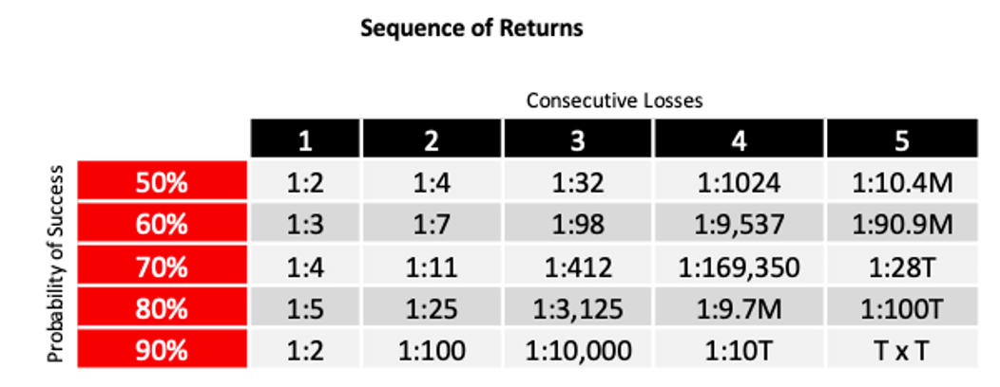 Sequence of Returns
Consecutive Losses
1 2 3 4 5
Probability of Success
50% 1:2 1:4 1:32 1:1024 1:10.4M
60% 1:3 1:7 1:98 1:9,537 1:90.9M
70% 1:4 1:11 1:412 1:169,350 1:28T
80% 1:5 1:25 1:3,125 1:9.7M 1:100T
90% 1:2 1:100 1:10,000 1:10T T x T